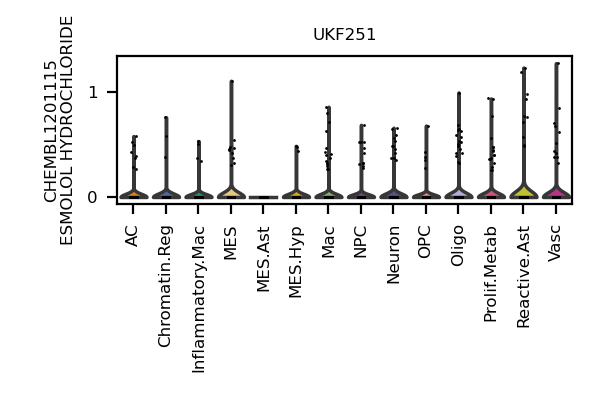 UKF251
CHEMBL1201115
ESMOLOL HYDROCHLORIDE
1
0
AC
Chromatin.Reg
Inflammatory.Mac
MES
MES.Ast
MES.Hyp
Mac
NPC
Neuron
OPC
Oligo
Prolif.Metab
Reactive.Ast
Vasc